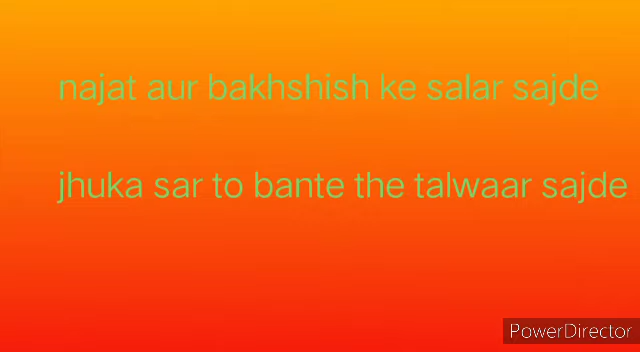 najat aur bakhshish ke salar sajde
jhuka sar to bante the talwaar sajde
PowerDirector